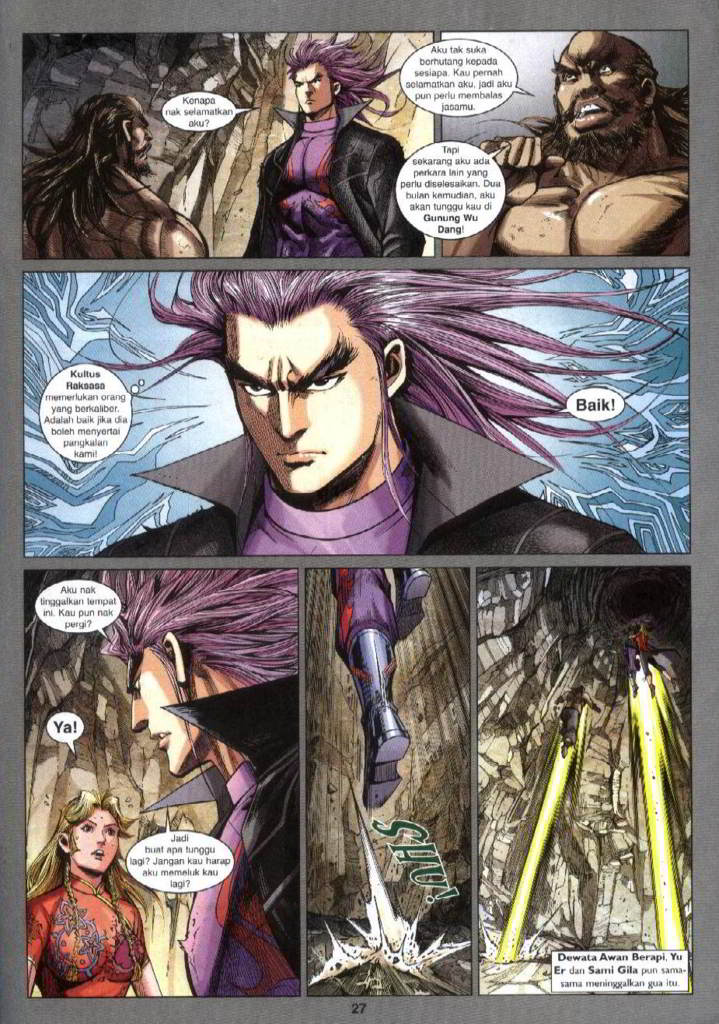 Kenapa
nak selamatkan
aku?
Aku tak suka
berhutang kepada
sesiapa. Kau pernah
selamatkan aku, jadi aku
pun perlu membalas
jasamu.
Tapi
sekarang aku ada
perkara lain yang
perlu diselesaikan. Dua
bulan kemudian, aku
akan tunggu kau di
Gunung Wu
Dang!
Kultus
Raksasa
memerlukan orang
yang berkaliber.
Adalah baik jika dia
boleh menyertai
pangkalan
kami!
Baik!
Aku nak
tinggalkan tempat
ini. Kau pun nak
pergi?
Ya!
Jadi
buat apa tunggu
lagi? Jangan kau harap
aku memeluk kau
lagi?
SHU!
Dewata Awan Berapi, Yu
Er dan Sami Gila pun sama-
sama meninggalkan gua itu.
27